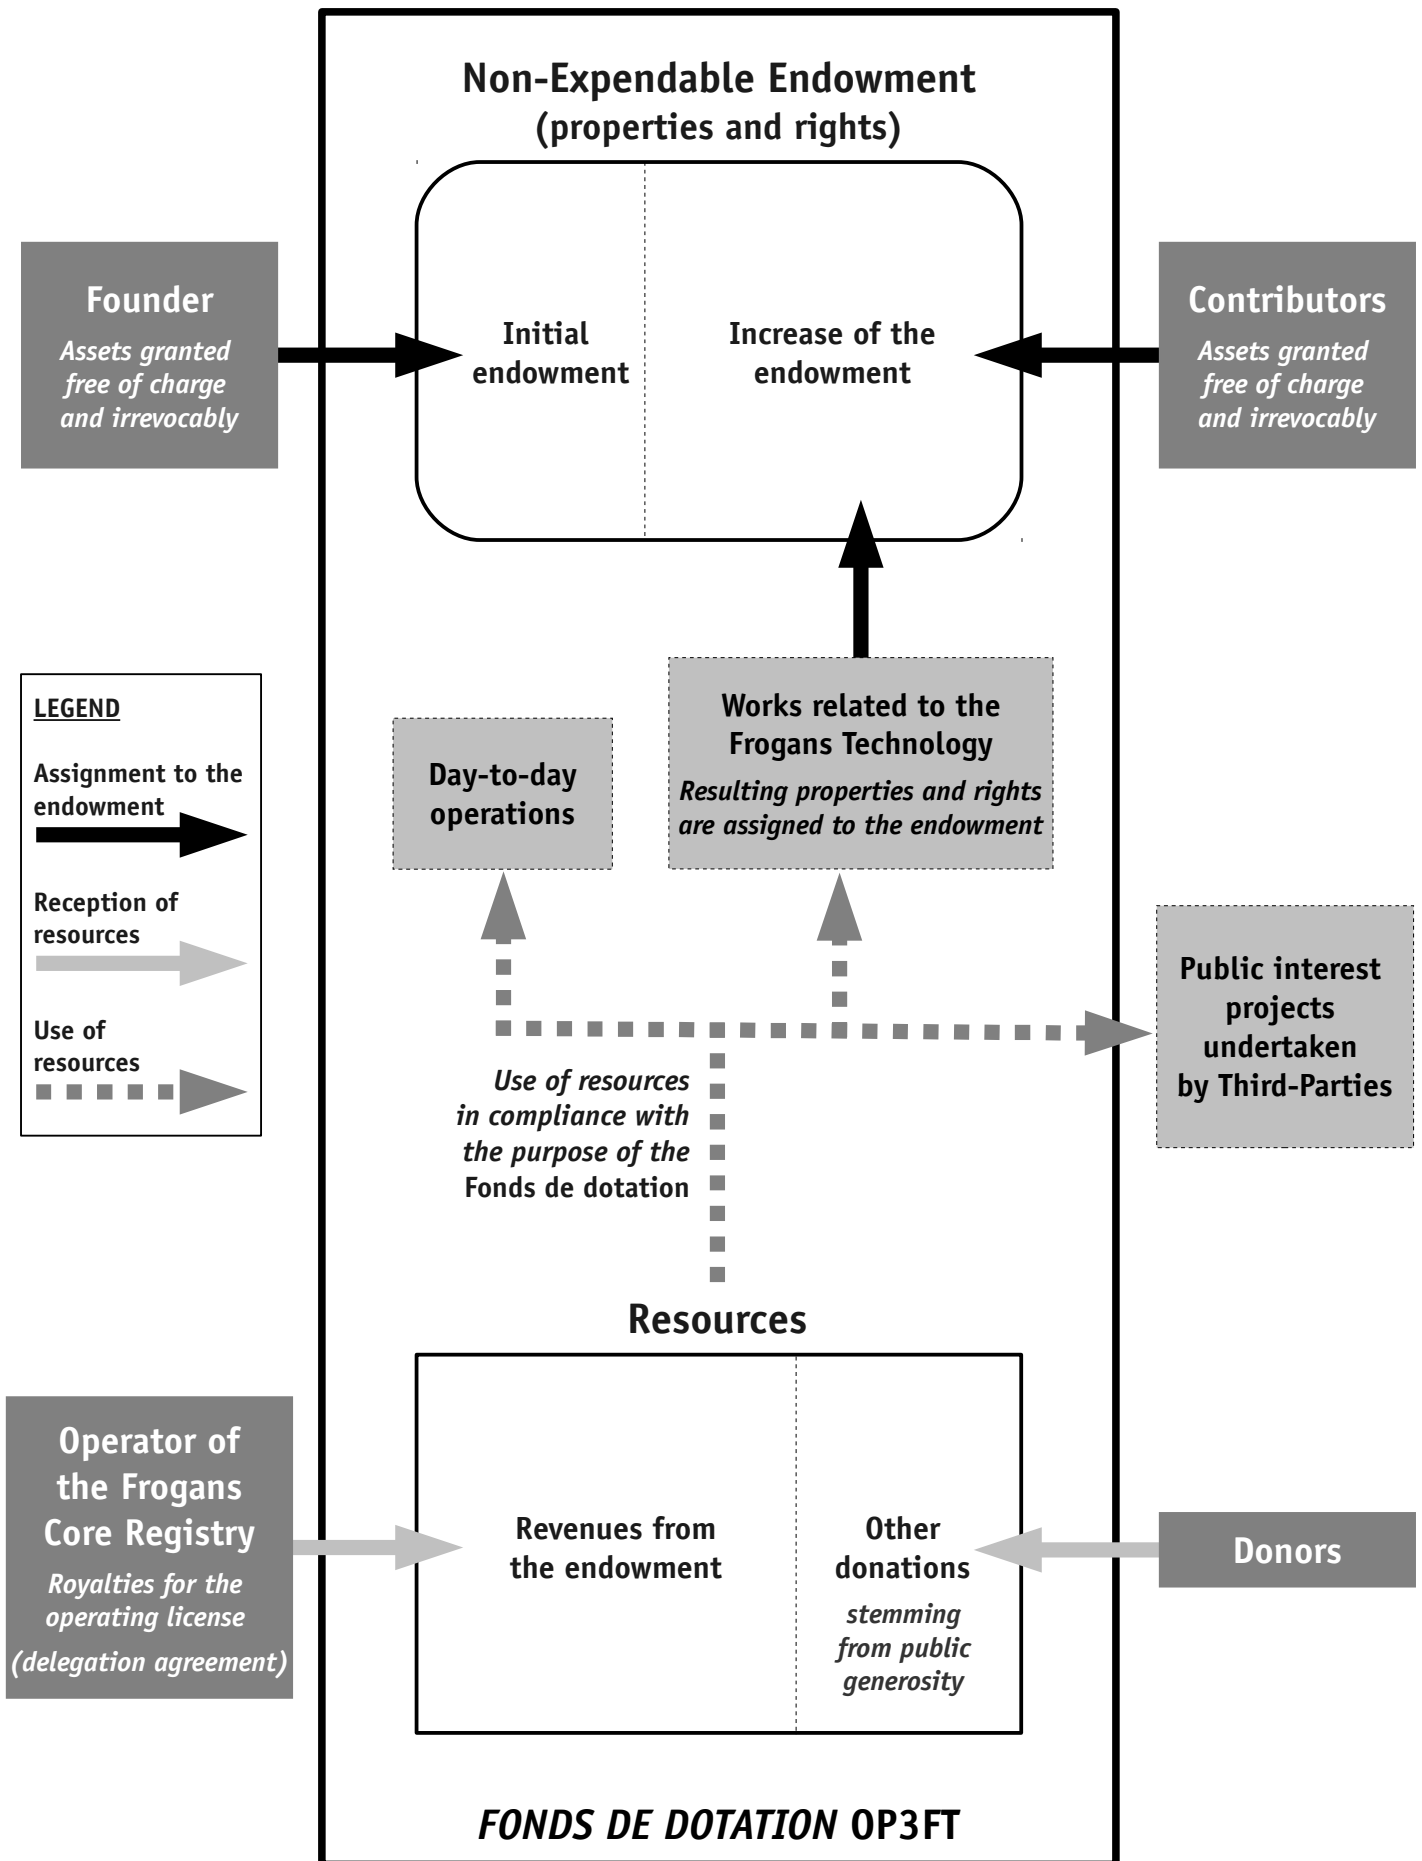 Non-Expendable Endowment
(properties and rights)
Founder
Assets granted
free of charge
and irrevocably
Initial
endowment
Increase of the
endowment
Contributors
Assets granted
free of charge
and irrevocably
LEGEND
Assignment to the
endowment
Reception of
resources
Use of
resources
Day-to-day
operations
Works related to the
Frogans Technology
Resulting properties and rights
are assigned to the endowment
Public interest
projects
undertaken
by Third-Parties
Use of resources
in compliance with
the purpose of the
Fonds de dotation
Resources
Operator of
the Frogans
Core Registry
Royalties for the
operating license
(delegation agreement)
Revenues from
the endowment
Other
donations
stemming
from public
generosity
Donors
FONDS DE DOTATION OP3FT